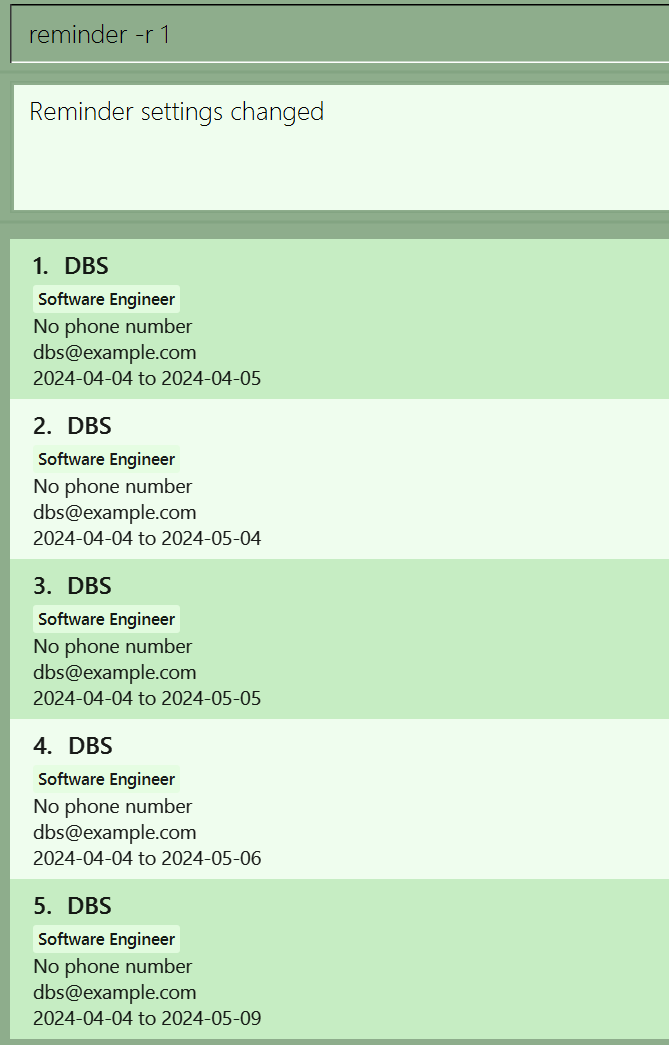 reminder -r 1
Reminder settings changed
1. DBS
Software Engineer
No phone number
dbs@example.com
2024-04-04 to 2024-04-05
2. DBS
Software Engineer
No phone number
dbs@example.com
2024-04-04 to 2024-05-04
3. DBS
Software Engineer
No phone number
dbs@example.com
2024-04-04 to 2024-05-05
4. DBS
Software Engineer
No phone number
dbs@example.com
2024-04-04 to 2024-05-06
5. DBS
Software Engineer
No phone number
dbs@example.com
2024-04-04 to 2024-05-09